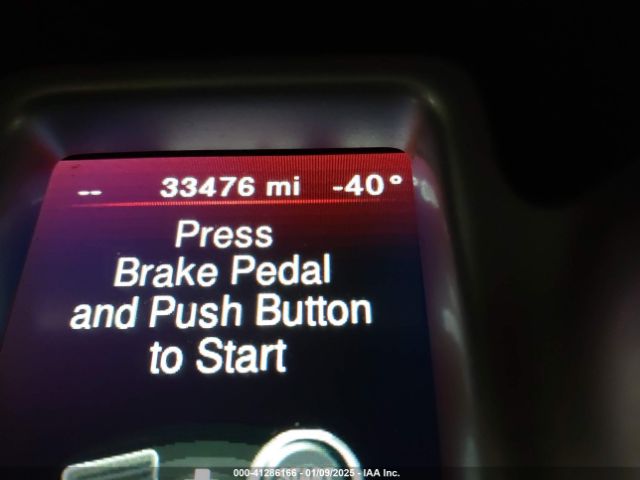 -- 33476 mi -40°
Press
Brake Pedal
and Push Button
to Start
000-41286166 - 01/09/2025 - IAA Inc.